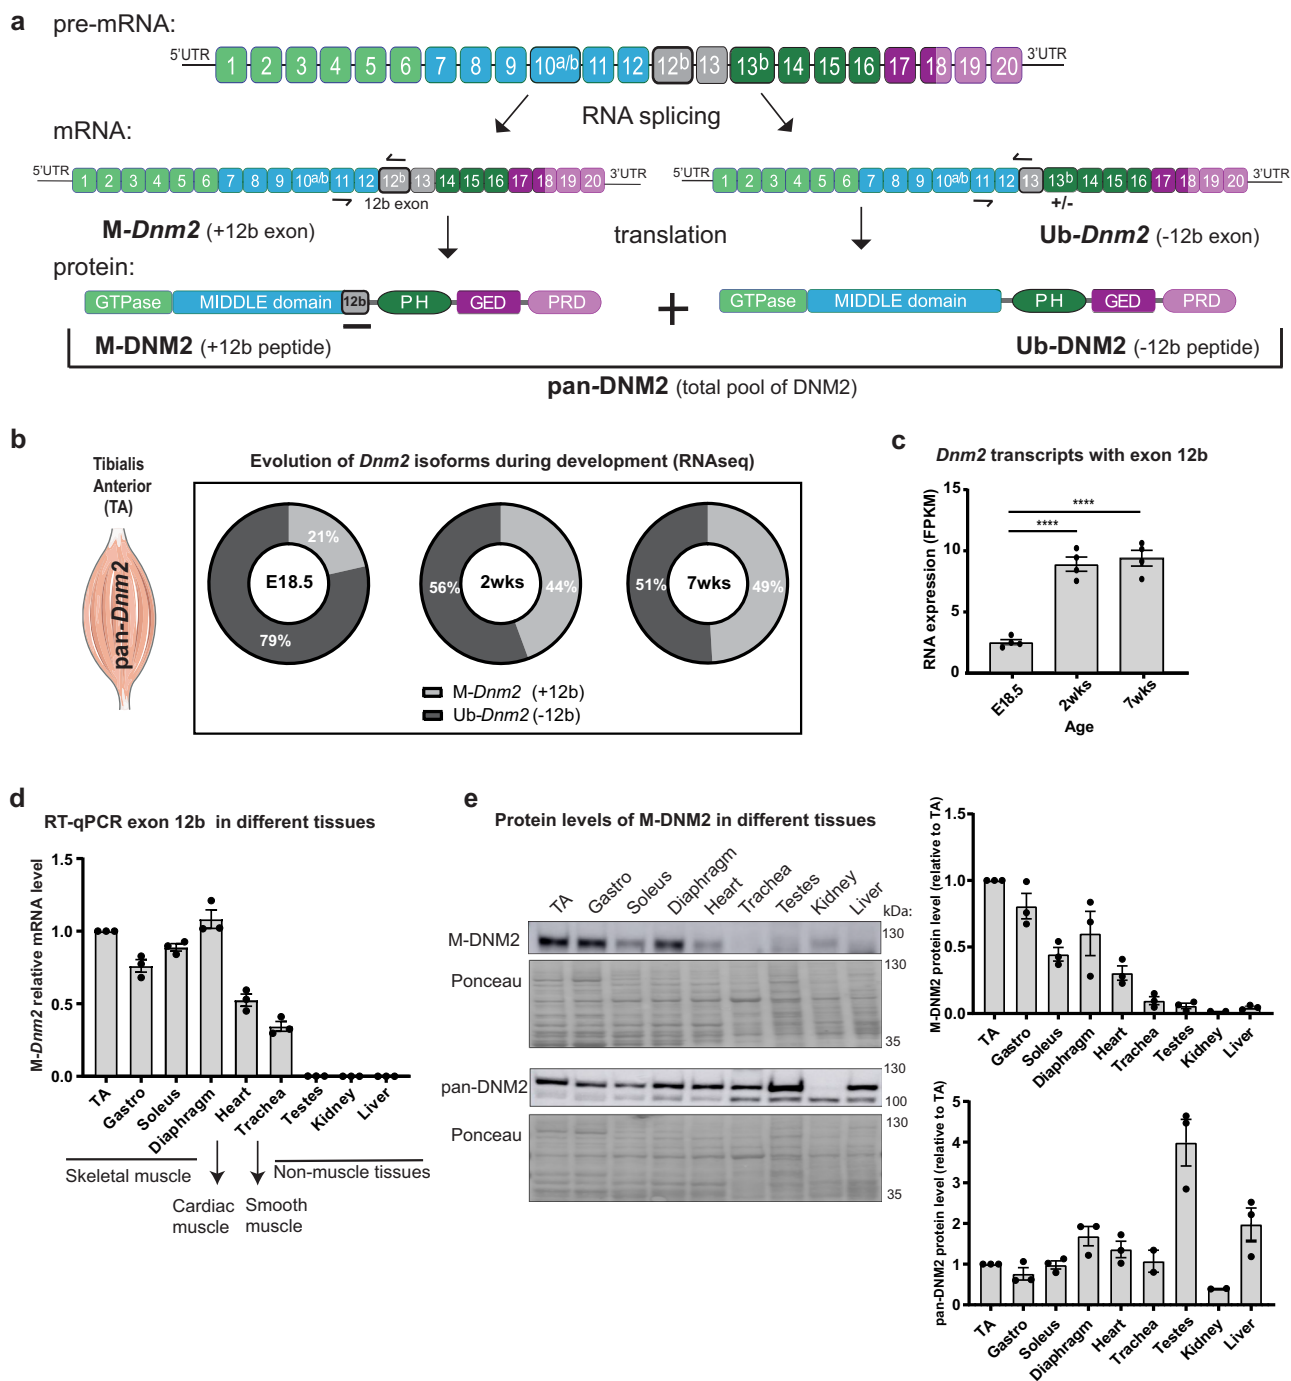 a
pre-mRNA:
5'UTR 1 2 3 4 5 6 7 8 9 10a/b 11 12 12b 13 13b 14 15 16 17 18 19 20 3'UTR
RNA splicing
mRNA:
5'UTR 1 2 3 4 5 6 7 8 9 10a/b 11 12 12b 13 14 15 16 17 18 19 20 3'UTR
12b exon
M-Dnm2 (+12b exon)
5'UTR 1 2 3 4 5 6 7 8 9 10a/b 11 12 13 13b 14 15 16 17 18 19 20 3'UTR
+/-
Ub-Dnm2 (-12b exon)
translation
protein:
GTPase MIDDLE domain 12b PH GED PRD
+
GTPase MIDDLE domain PH GED PRD
M-DNM2 (+12b peptide)
Ub-DNM2 (-12b peptide)
pan-DNM2 (total pool of DNM2)
b
Tibialis
Anterior
(TA)
pan-Dnm2
Evolution of Dnm2 isoforms during development (RNAseq)
21%
E18.5
79%
56%
2wks
44%
51%
7wks
49%
M-Dnm2 (+12b)
Ub-Dnm2 (-12b)
c
Dnm2 transcripts with exon 12b
RNA expression (FPKM)
15
10
5
0
****
****
E18.5
2wks
7wks
Age
d
RT-qPCR exon 12b in different tissues
M-Dnm2 relative mRNA level
1.5
1.0
0.5
0.0
TA
Gastro
Soleus
Diaphragm
Heart
Trachea
Testes
Kidney
Liver
Skeletal muscle
Cardiac
muscle
Smooth
muscle
Non-muscle tissues
e
Protein levels of M-DNM2 in different tissues
TA
Gastro
Soleus
Diaphragm
Heart
Trachea
Testes
Kidney
Liver
kDa:
M-DNM2
130
Ponceau
130
35
pan-DNM2
130
100
Ponceau
130
35
M-DNM2 protein level (relative to TA)
1.5
1.0
0.5
0.0
TA
Gastro
Soleus
Diaphragm
Heart
Trachea
Testes
Kidney
Liver
pan-DNM2 protein level (relative to TA)
5
4
3
2
1
0
TA
Gastro
Soleus
Diaphragm
Heart
Trachea
Testes
Kidney
Liver